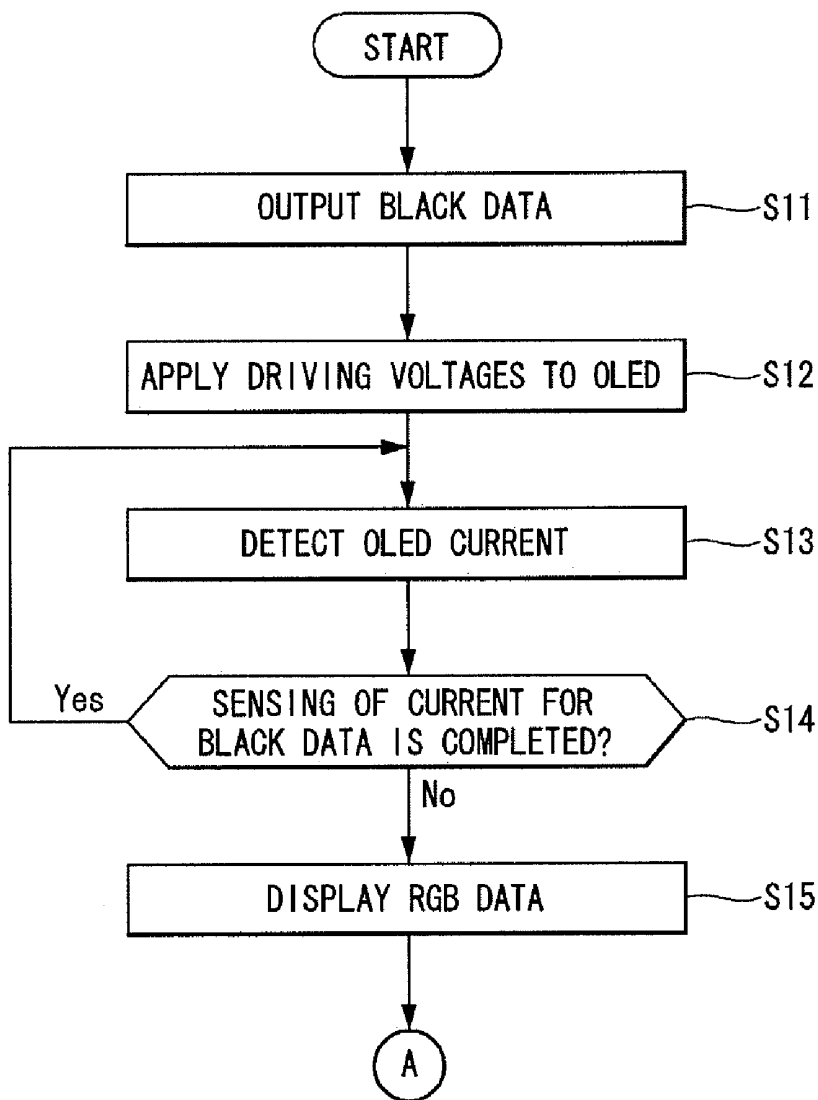 START
OUTPUT BLACK DATA
S11
APPLY DRIVING VOLTAGES TO OLED
S12
DETECT OLED CURRENT
S13
Yes
SENSING OF CURRENT FOR
BLACK DATA IS COMPLETED?
S14
No
DISPLAY RGB DATA
S15
A